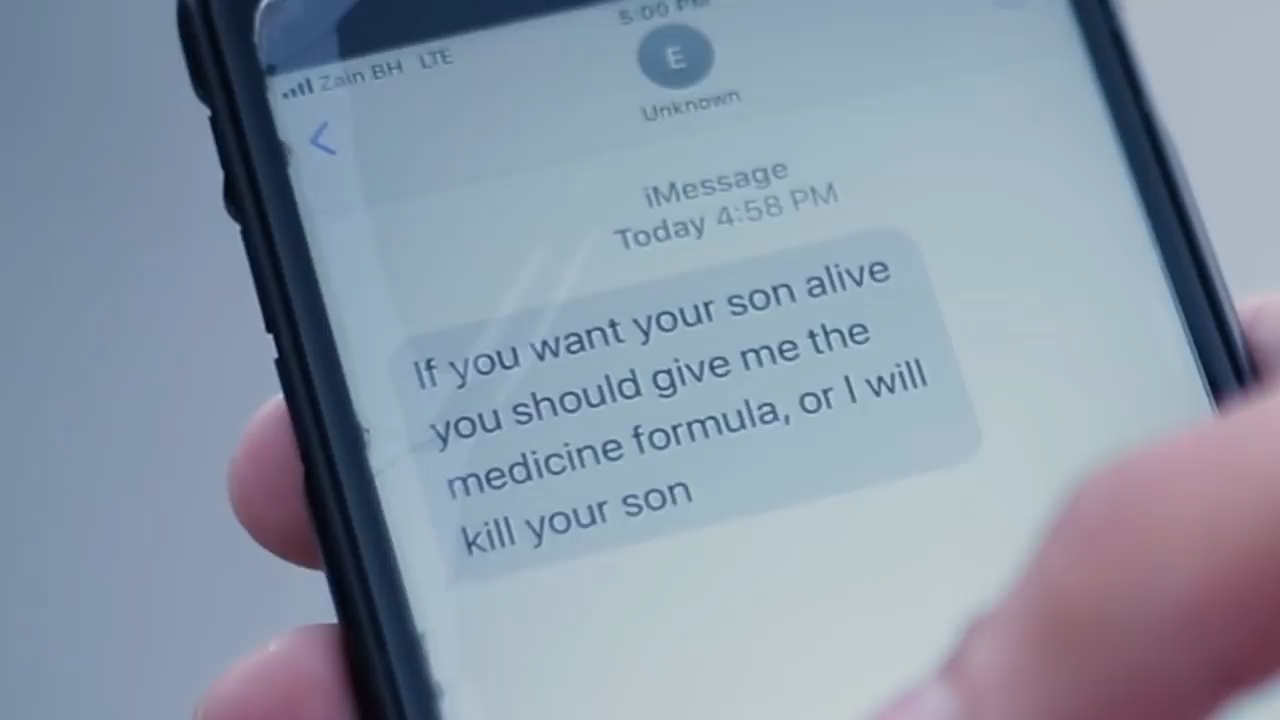 5:00 PM
Zain BH LTE
E
Unknown
iMessage
Today 4:58 PM
If you want your son alive
you should give me the
medicine formula, or I will
kill your son